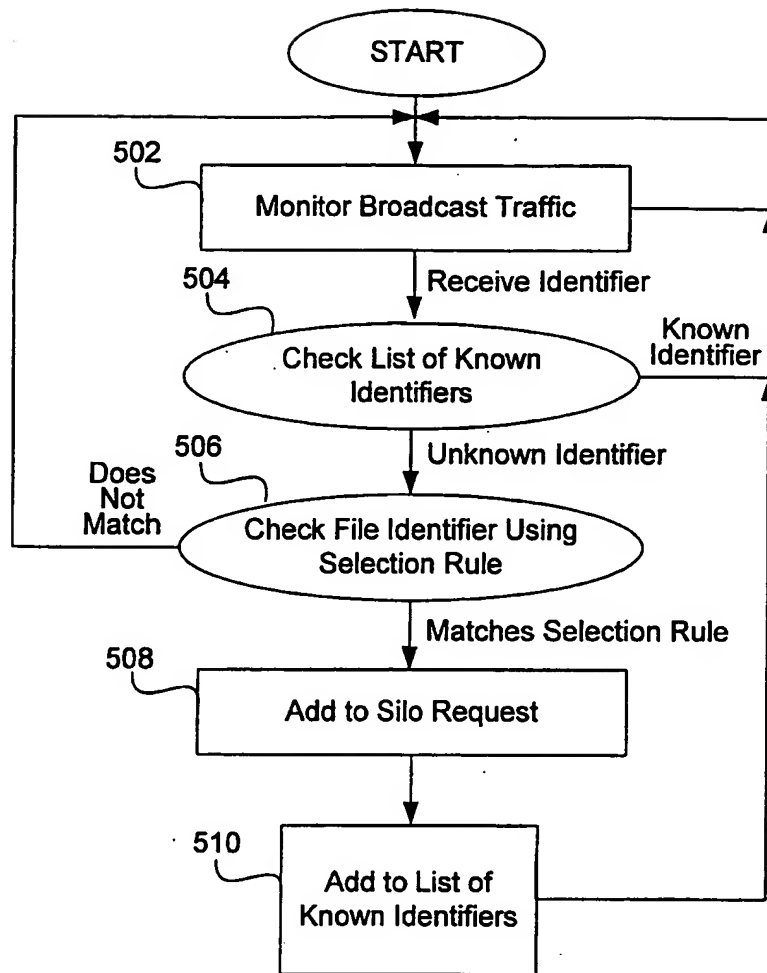 START
502
Monitor Broadcast Traffic
504
Receive Identifier
Check List of Known
Identifiers
Known
Identifier
506
Unknown Identifier
Does
Not
Match
Check File Identifier Using
Selection Rule
Matches Selection Rule
508
Add to Silo Request
510
Add to List of
Known Identifiers